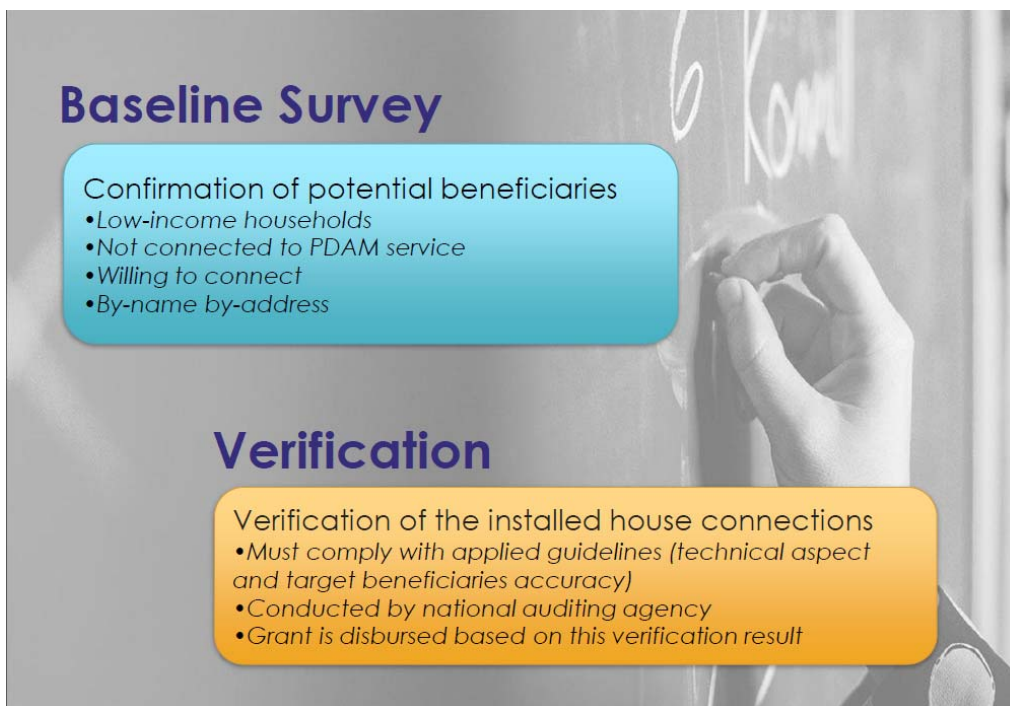 6 Kom
Baseline Survey
Confirmation of potential beneficiaries
•Low-income households
•Not connected to PDAM service
•Willing to connect
•By-name by-address
Verification
Verification of the installed house connections
•Must comply with applied guidelines (technical aspect
and target beneficiaries accuracy)
•Conducted by national auditing agency
•Grant is disbursed based on this verification result